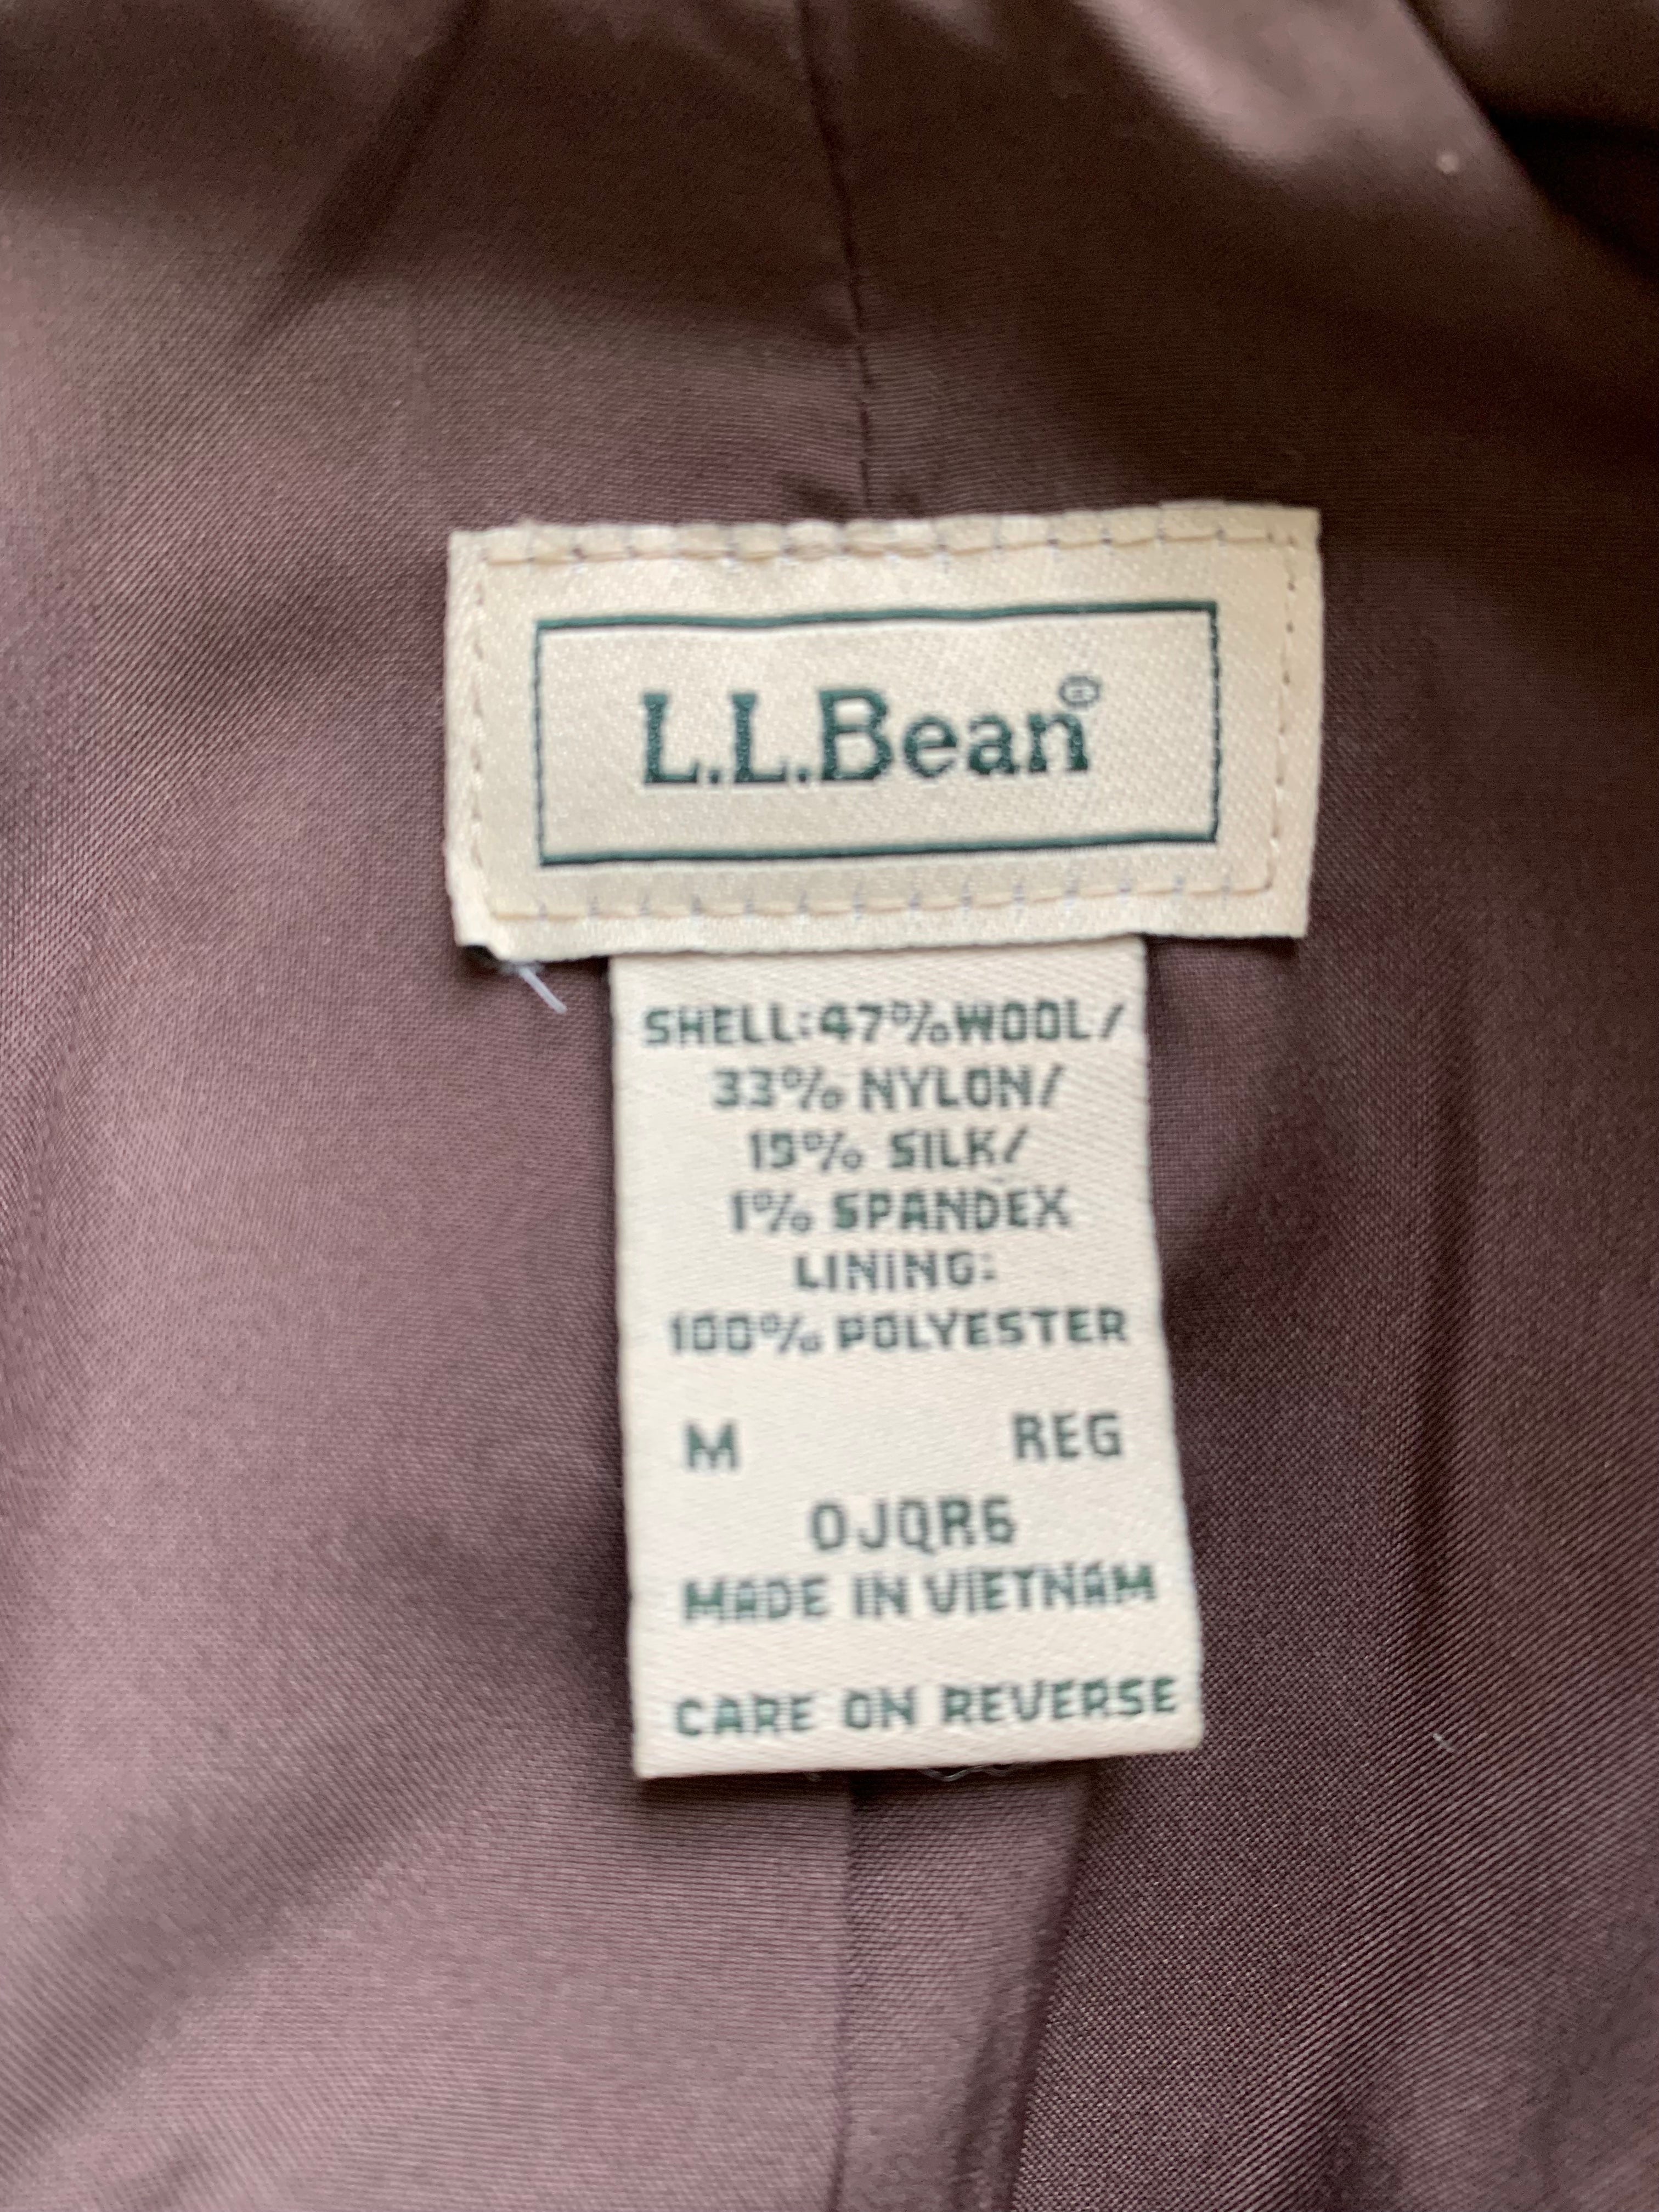 L.L.Bean®
SHELL:47%WOOL/
33% NYLON/
19% SILK/
1% SPANDEX
LINING:
100% POLYESTER
M REG
0JQR6
MADE IN VIETNAM
CARE ON REVERSE